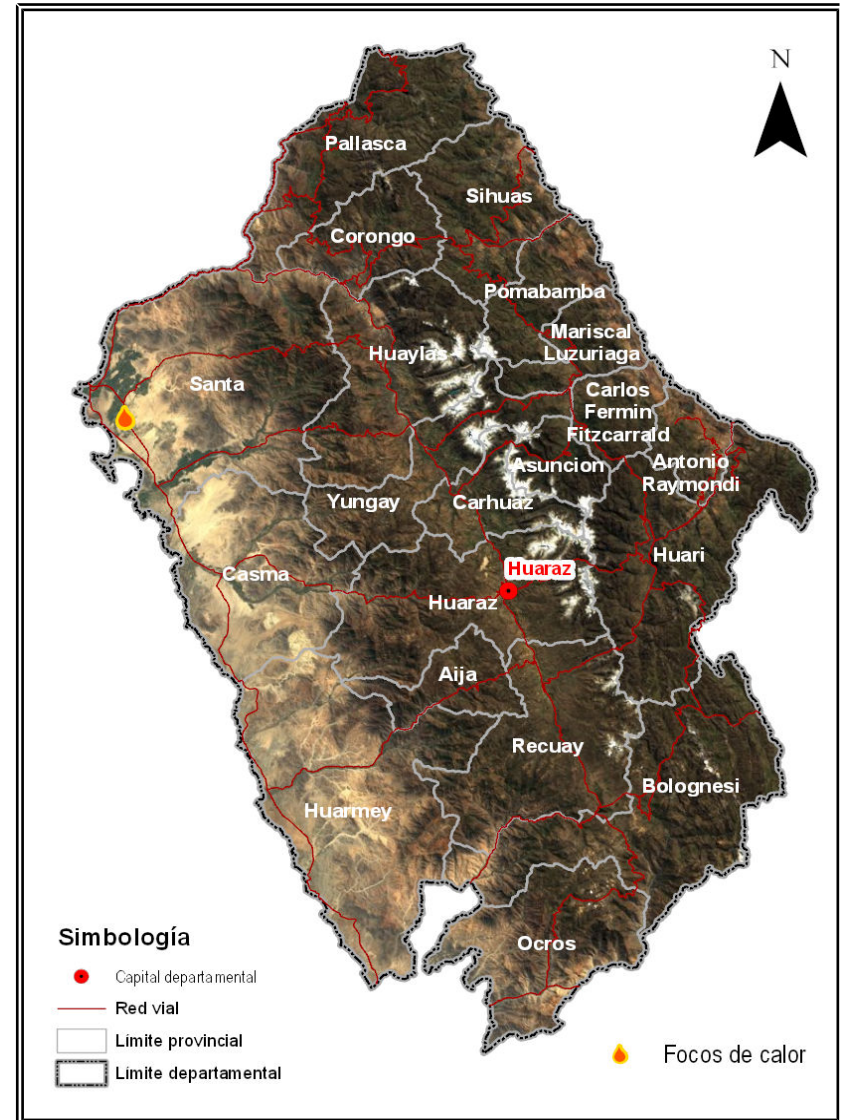 N
Pallasca
Sihuas
Corongo
Pomabamba
Mariscal
Luzuriaga
Huaylas
Santa
Carlos
Fermin
Fitzcarrald
Asuncion
Antonio
Raymondi
Yungay
Carhuaz
Huari
Casma
Huaraz
Huaraz
Aija
Recuay
Bolognesi
Huarmey
Ocros
Simbología
Capital departamental
Red vial
Límite provincial
Límite departamental
Focos de calor